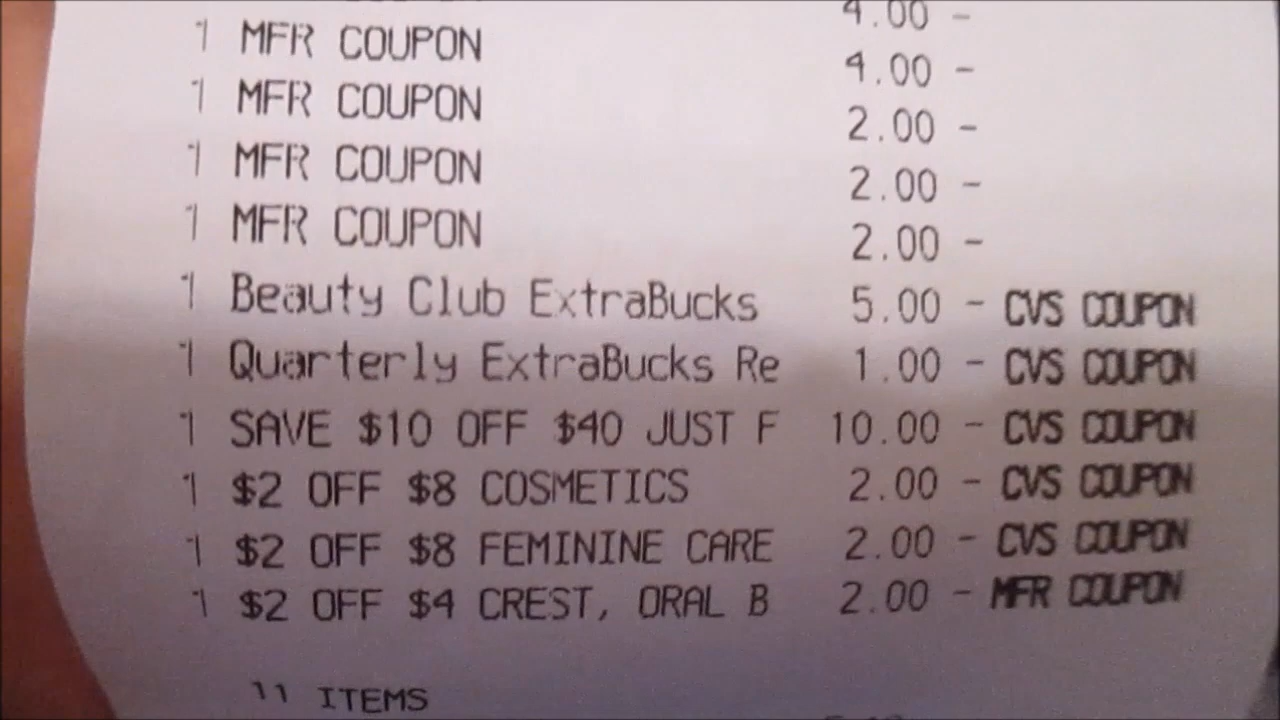 4.00 -
1 MFR COUPON 4.00 -
1 MFR COUPON 2.00 -
1 MFR COUPON 2.00 -
1 MFR COUPON 2.00 -
1 Beauty Club ExtraBucks 5.00 - CVS COUPON
1 Quarterly ExtraBucks Re 1.00 - CVS COUPON
1 SAVE $10 OFF $40 JUST F 10.00 - CVS COUPON
1 $2 OFF $8 COSMETICS 2.00 - CVS COUPON
1 $2 OFF $8 FEMININE CARE 2.00 - CVS COUPON
1 $2 OFF $4 CREST, ORAL B 2.00 - MFR COUPON
11 ITEMS